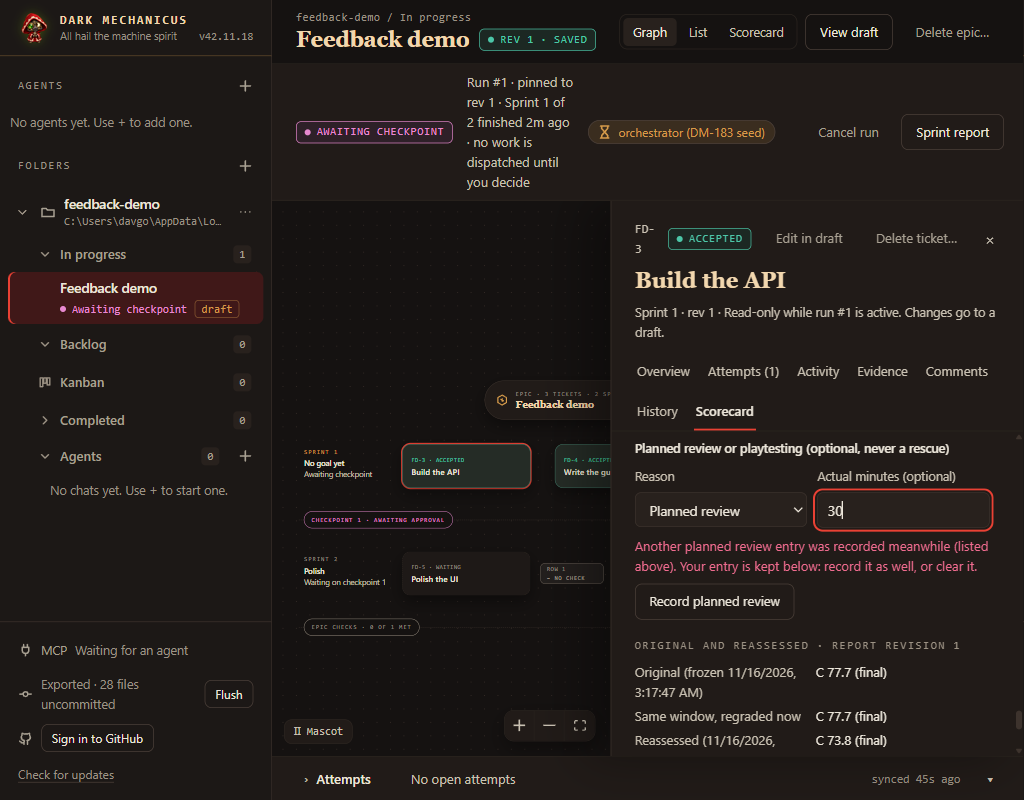 DARK MECHANICUS
All hail the machine spirit v42.11.18
AGENTS
No agents yet. Use + to add one.
FOLDERS
feedback-demo
C:\Users\davgo\AppData\Lo…
In progress 1
Feedback demo
Awaiting checkpoint draft
Backlog 0
Kanban 0
Completed 0
Agents 0
No chats yet. Use + to start one.
MCP Waiting for an agent
Exported · 28 files
uncommitted
Flush
Sign in to GitHub
Check for updates
feedback-demo / In progress
Feedback demo
REV 1 · SAVED
Graph List Scorecard
View draft
Delete epic…
AWAITING CHECKPOINT
Run #1 · pinned to
rev 1 · Sprint 1 of
2 finished 2m ago
· no work is
dispatched until
you decide
orchestrator (DM-183 seed)
Cancel run
Sprint report
EPIC · 3 TICKETS · 2
Feedback demo
SPRINT 1
No goal yet
Awaiting checkpoint
FD-3 · ACCEPTED
Build the API
FD-4 · ACCEPT
Write the gu
CHECKPOINT 1 · AWAITING APPROVAL
SPRINT 2
Polish
Waiting on checkpoint 1
FD-5 · WAITING
Polish the UI
ROW 1
— NO CHECK
EPIC CHECKS · 0 OF 1 MET
Mascot
FD-
3
ACCEPTED
Edit in draft
Delete ticket…
Build the API
Sprint 1 · rev 1 · Read-only while run #1 is active. Changes go to a
draft.
Overview Attempts (1) Activity Evidence Comments
History Scorecard
Planned review or playtesting (optional, never a rescue)
Reason Actual minutes (optional)
Planned review 30
Another planned review entry was recorded meanwhile (listed
above). Your entry is kept below: record it as well, or clear it.
Record planned review
ORIGINAL AND REASSESSED · REPORT REVISION 1
Original (frozen 11/16/2026, C 77.7 (final)
3:17:47 AM)
Same window, regraded now C 77.7 (final)
Reassessed (11/16/2026, C 73.8 (final)
Attempts No open attempts synced 45s ago